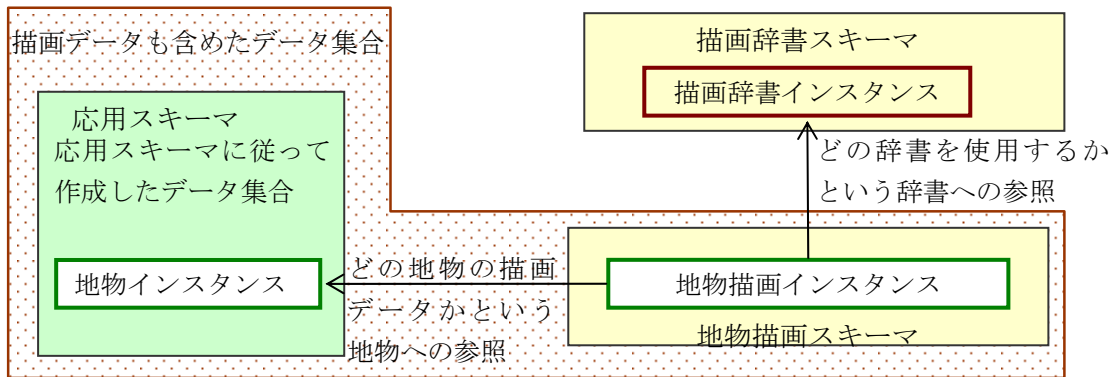 描画データも含めたデータ集合
応用スキーマ
応用スキーマに従って
作成したデータ集合
地物インスタンス
どの地物の描画
データかという
地物への参照
描画辞書スキーマ
描画辞書インスタンス
どの辞書を使用するか
という辞書への参照
地物描画インスタンス
地物描画スキーマ